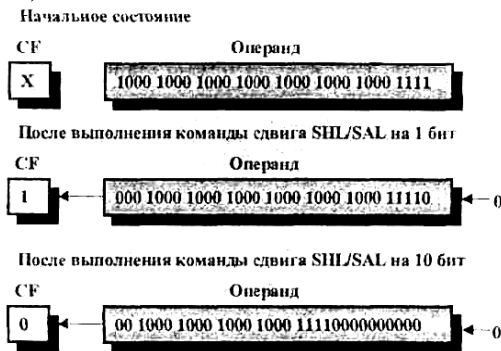 Начальное состояние
CF Операнд
X 1000 1000 1000 1000 1000 1000 1000 1111
После выполнения команды сдвига SHL/SAL на 1 бит
CF Операнд
1 000 1000 1000 1000 1000 1000 1000 11110 0
После выполнения команды сдвига SHL/SAL на 10 бит
CF Операнд
0 00 1000 1000 1000 1000 11110000000000 0